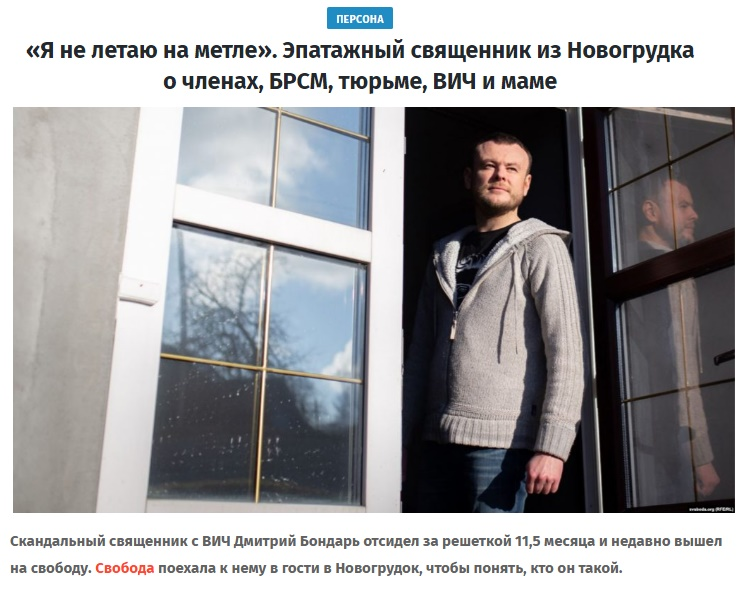 ПЕРСОНА
«Я не летаю на метле». Эпатажный священник из Новогрудка
о членах, БРСМ, тюрьме, ВИЧ и маме
svaboda.org (RFE/RL)
Скандальный священник с ВИЧ Дмитрий Бондарь отсидел за решеткой 11,5 месяца и недавно вышел
на свободу. Свобода поехала к нему в гости в Новогрудок, чтобы понять, кто он такой.